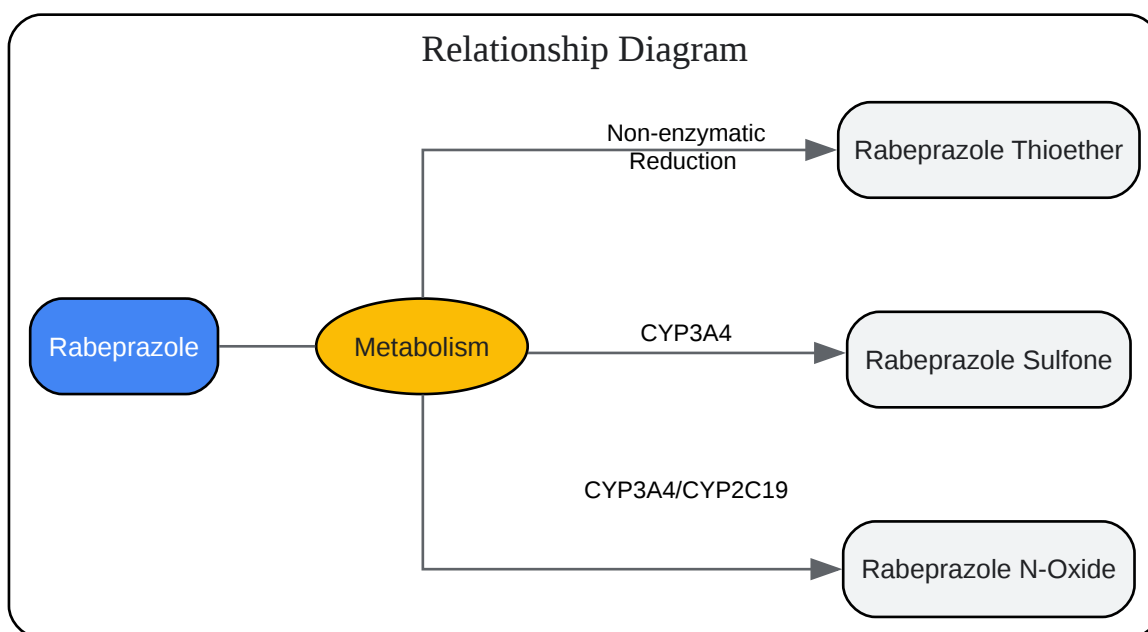 Relationship Diagram
Non-enzymatic
Reduction
Rabeprazole Thioether
Rabeprazole
Metabolism
CYP3A4
Rabeprazole Sulfone
CYP3A4/CYP2C19
Rabeprazole N-Oxide